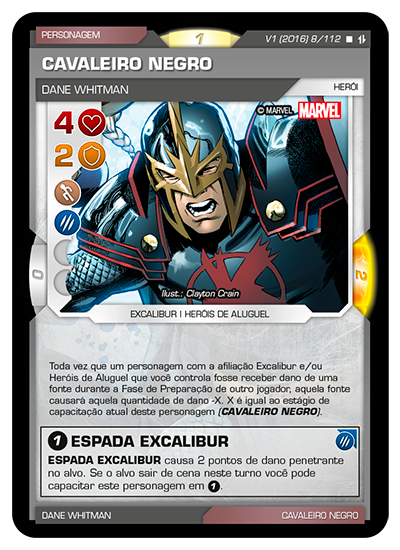 PERSONAGEM
1
V1 (2016) 8/112
CAVALEIRO NEGRO
DANE WHITMAN
HERÓI
© MARVEL MARVEL
4
2
0
2
Ilust.: Clayton Crain
EXCALIBUR | HERÓIS DE ALUGUEL
Toda vez que um personagem com a afiliação Excalibur e/ou
Heróis de Aluguel que você controla fosse receber dano de uma
fonte durante a Fase de Preparação de outro jogador, aquela fonte
causará aquela quantidade de dano -X. X é igual ao estágio de
capacitação atual deste personagem (CAVALEIRO NEGRO).
1 ESPADA EXCALIBUR
ESPADA EXCALIBUR causa 2 pontos de dano penetrante
no alvo. Se o alvo sair de cena neste turno você pode
capacitar este personagem em 1.
DANE WHITMAN
CAVALEIRO NEGRO